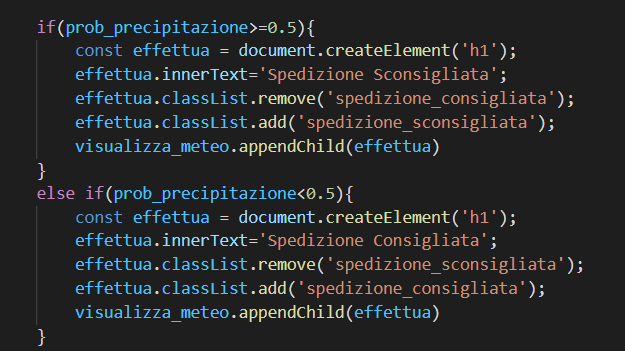 if(prob_precipitazione>=0.5){
const effettua = document.createElement('h1');
effettua.innerText='Spedizione Sconsigliata';
effettua.classList.remove('spedizione_consigliata');
effettua.classList.add('spedizione_sconsigliata');
visualizza_meteo.appendChild(effettua)
}
else if(prob_precipitazione<0.5){
const effettua = document.createElement('h1');
effettua.innerText='Spedizione Consigliata';
effettua.classList.remove('spedizione_sconsigliata');
effettua.classList.add('spedizione_consigliata');
visualizza_meteo.appendChild(effettua)
}